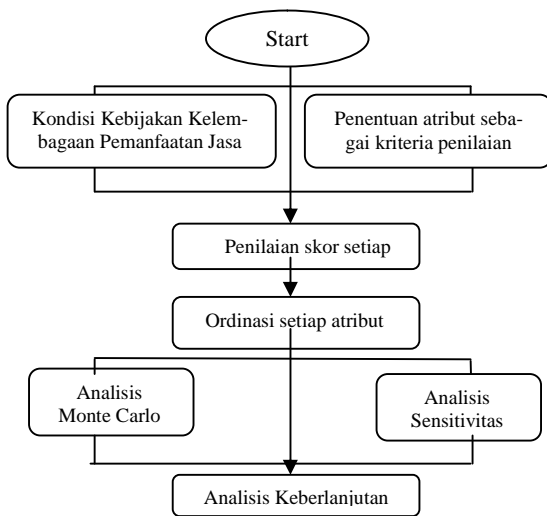 Start
Kondisi Kebijakan Kelem-
bagaan Pemanfaatan Jasa
Penentuan atribut seba-
gai kriteria penilaian
Penilaian skor setiap
Ordinasi setiap atribut
Analisis
Monte Carlo
Analisis
Sensitivitas
Analisis Keberlanjutan